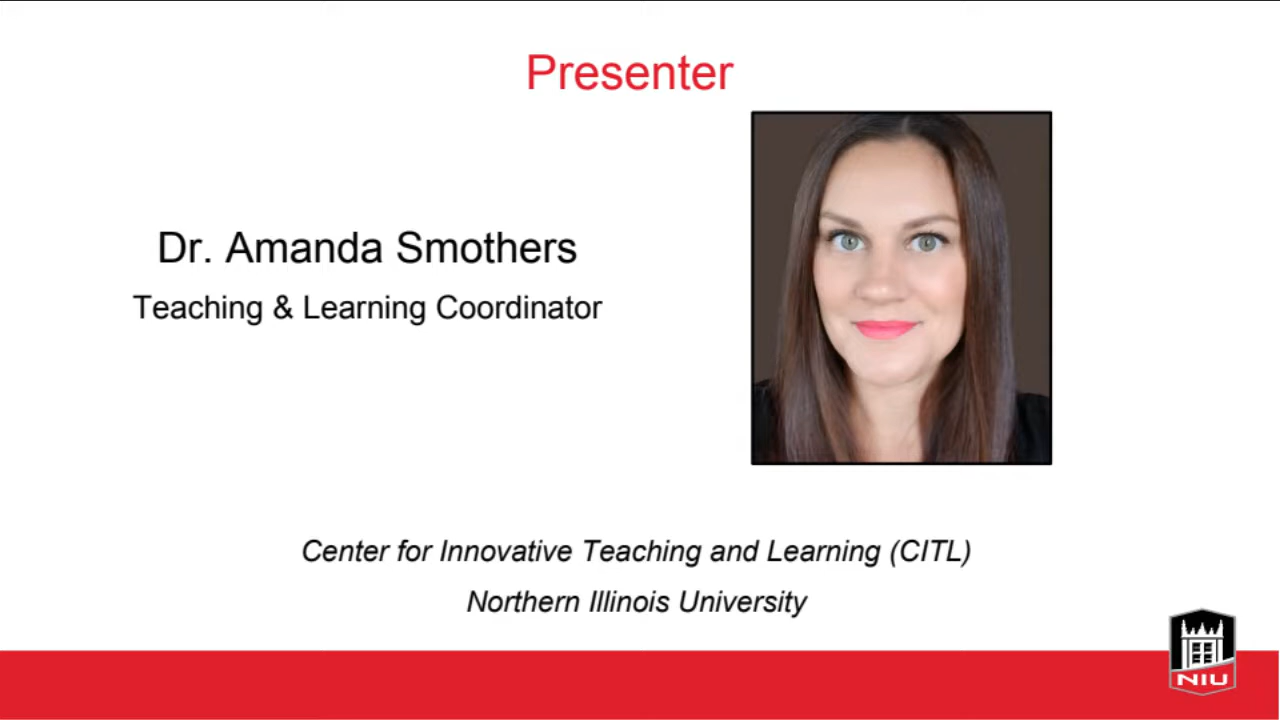 Presenter
Dr. Amanda Smothers
Teaching & Learning Coordinator
Center for Innovative Teaching and Learning (CITL)
Northern Illinois University
NIU